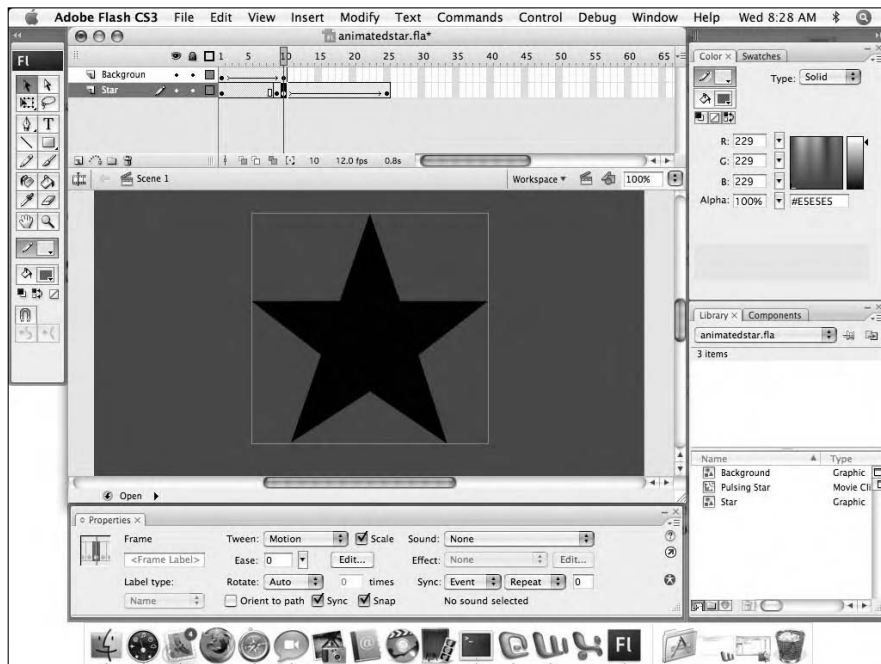 Adobe Flash CS3 File Edit View Insert Modify Text Commands Control Debug Window Help Wed 8:28 AM
animatedstar.fla*
Fl
1 5 10 15 20 25 30 35 40 45 50 55 60 65
Backgroun
Star
10 12.0 fps 0.8s
Scene 1 Workspace 100%
Open
Color × Swatches
Type: Solid
R: 229
G: 229
B: 229
Alpha: 100% #E5E5E5
Library × Components
animatedstar.fla
3 items
Name Type
Background Graphic
Pulsing Star Movie Cli
Star Graphic
Properties ×
Frame Tween: Motion Scale Sound: None
<Frame Label> Ease: 0 Edit... Effect: None Edit...
Label type: Rotate: Auto 0 times Sync: Event Repeat 0
Name Orient to path Sync Snap No sound selected
Fl